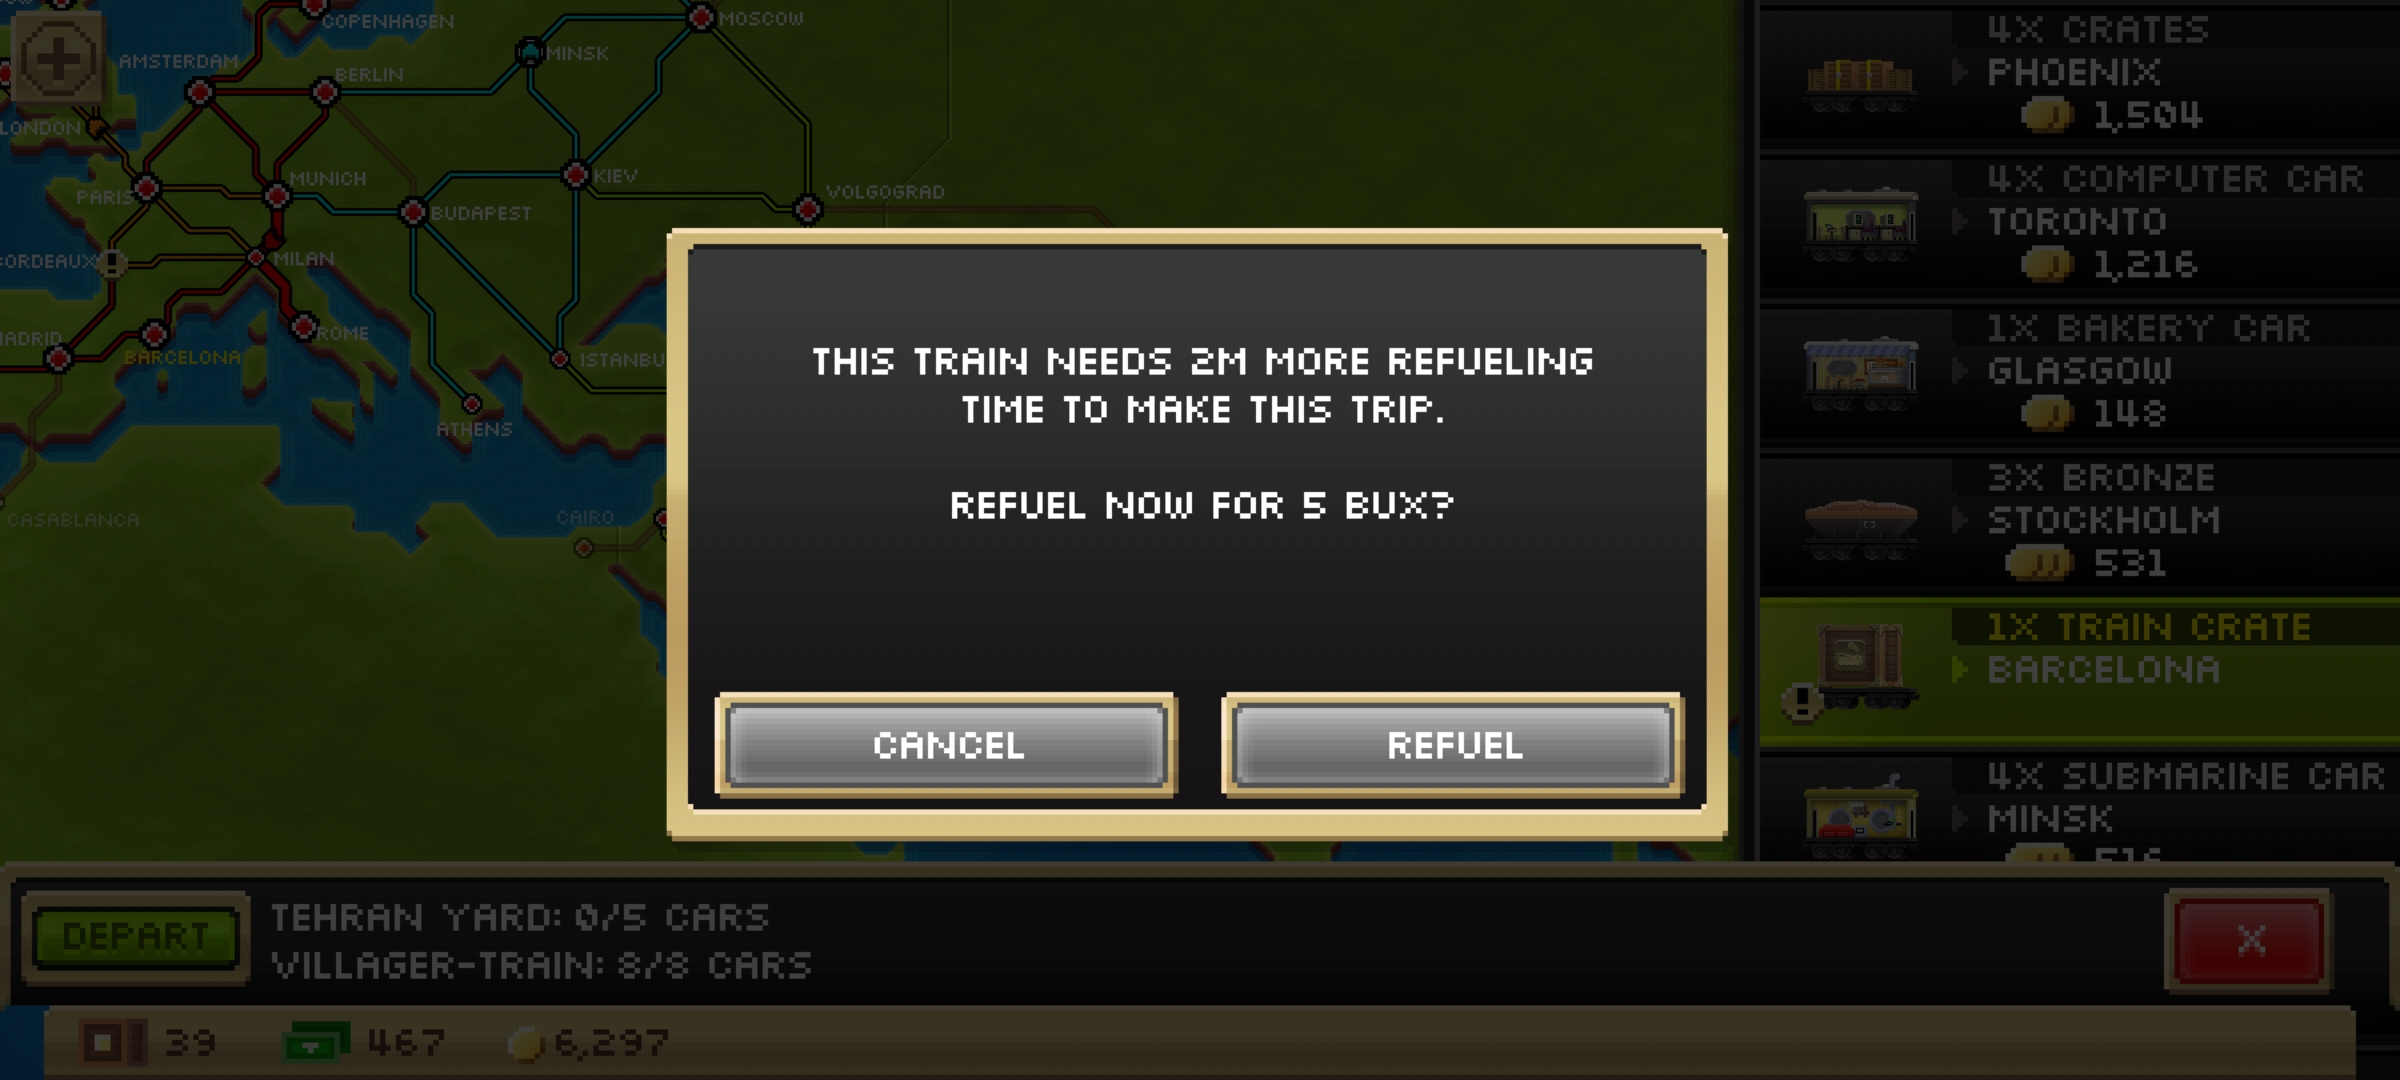 COPENHAGEN
MOSCOW
MINSK
AMSTERDAM
BERLIN
LONDON
PARIS
MUNICH
KIEV
VOLGOGRAD
BUDAPEST
ORDEAUX
MILAN
ADRID
ROME
BARCELONA
ISTANBU
ATHENS
CASABLANCA
CAIRO
THIS TRAIN NEEDS 2M MORE REFUELING
TIME TO MAKE THIS TRIP.
REFUEL NOW FOR 5 BUX?
CANCEL
REFUEL
4X CRATES
PHOENIX
1,504
4X COMPUTER CAR
TORONTO
1,216
1X BAKERY CAR
GLASGOW
148
3X BRONZE
STOCKHOLM
531
1X TRAIN CRATE
BARCELONA
4X SUBMARINE CAR
MINSK
516
DEPART
TEHRAN YARD: 0/5 CARS
VILLAGER-TRAIN: 8/8 CARS
X
39
467
6,297